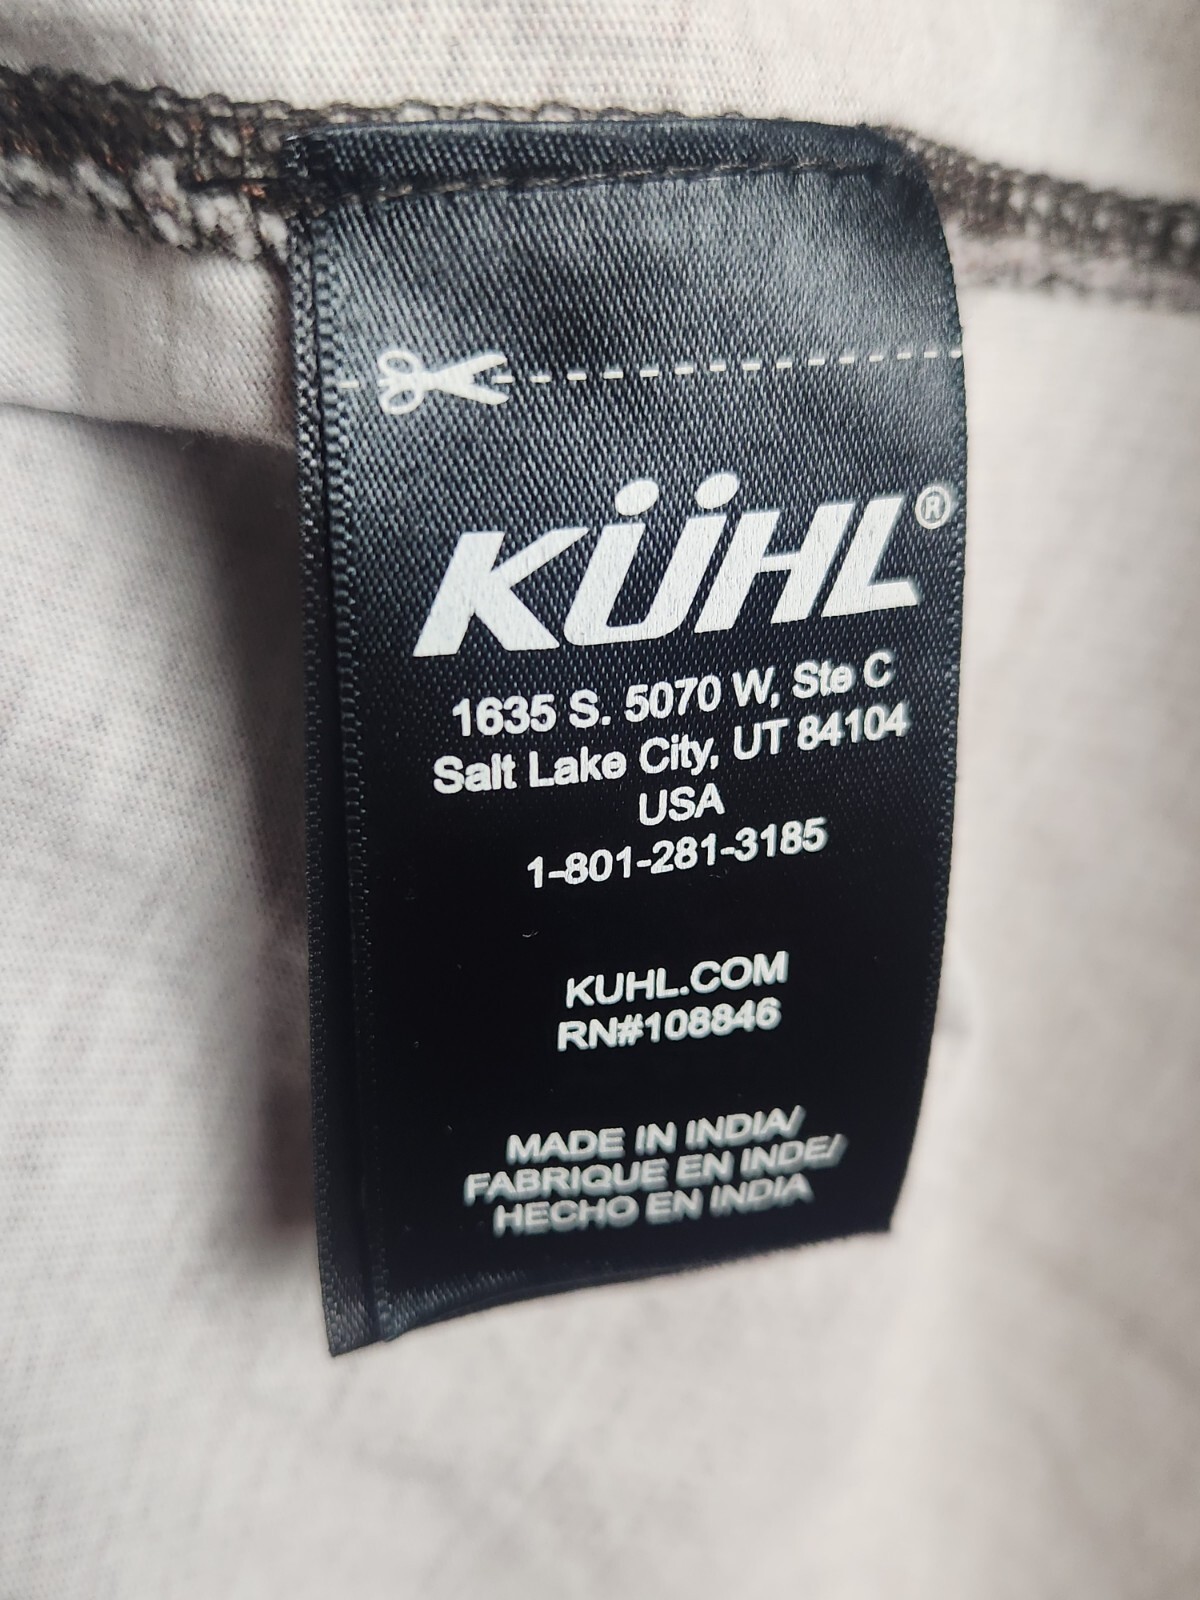 KÜHL®
1635 S. 5070 W, Ste C
Salt Lake City, UT 84104
USA
1-801-281-3185
KUHL.COM
RN#108846
MADE IN INDIA/
FABRIQUE EN INDE/
HECHO EN INDIA